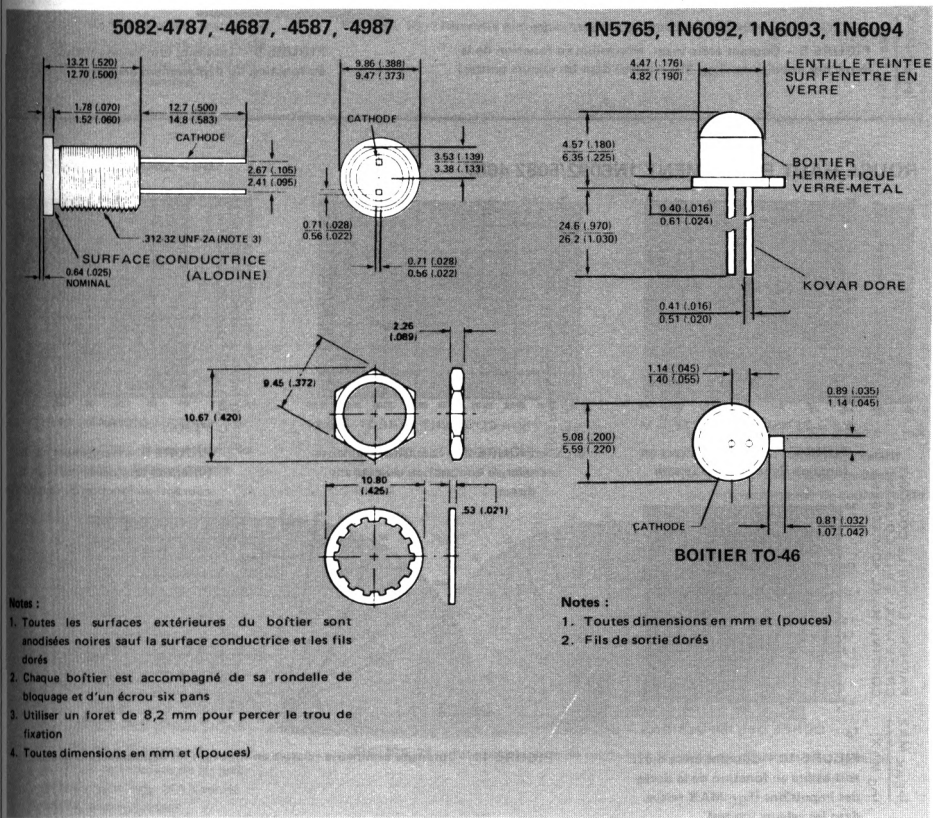 5082-4787, -4687, -4587, -4987
13.21 (.520)
12.70 (.500)
1.78 (.070)
1.52 (.060)
12.7 (.500)
14.8 (.583)
CATHODE
2.67 (.105)
2.41 (.095)
.312-32 UNF-2A (NOTE 3)
SURFACE CONDUCTRICE
(ALODINE)
0.64 (.025)
NOMINAL
9.86 (.388)
9.47 (.373)
CATHODE
3.53 (.139)
3.38 (.133)
0.71 (.028)
0.56 (.022)
0.71 (.028)
0.56 (.022)
2.26
(.089)
9.45 (.372)
10.67 (.420)
10.80
(.425)
.53 (.021)
Notes :
1. Toutes les surfaces extérieures du boîtier sont
anodisées noires sauf la surface conductrice et les fils
dorés
2. Chaque boîtier est accompagné de sa rondelle de
bloquage et d'un écrou six pans
3. Utiliser un foret de 8,2 mm pour percer le trou de
fixation
4. Toutes dimensions en mm et (pouces)
1N5765, 1N6092, 1N6093, 1N6094
4.47 (.176)
4.82 (.190)
LENTILLE TEINTEE
SUR FENETRE EN
VERRE
4.57 (.180)
6.35 (.225)
BOITIER
HERMETIQUE
VERRE-METAL
0.40 (.016)
0.61 (.024)
24.6 (.970)
26.2 (1.030)
KOVAR DORE
0.41 (.016)
0.51 (.020)
1.14 (.045)
1.40 (.055)
0.89 (.035)
1.14 (.045)
5.08 (.200)
5.59 (.220)
CATHODE
0.81 (.032)
1.07 (.042)
BOITIER TO-46
Notes :
1. Toutes dimensions en mm et (pouces)
2. Fils de sortie dorés